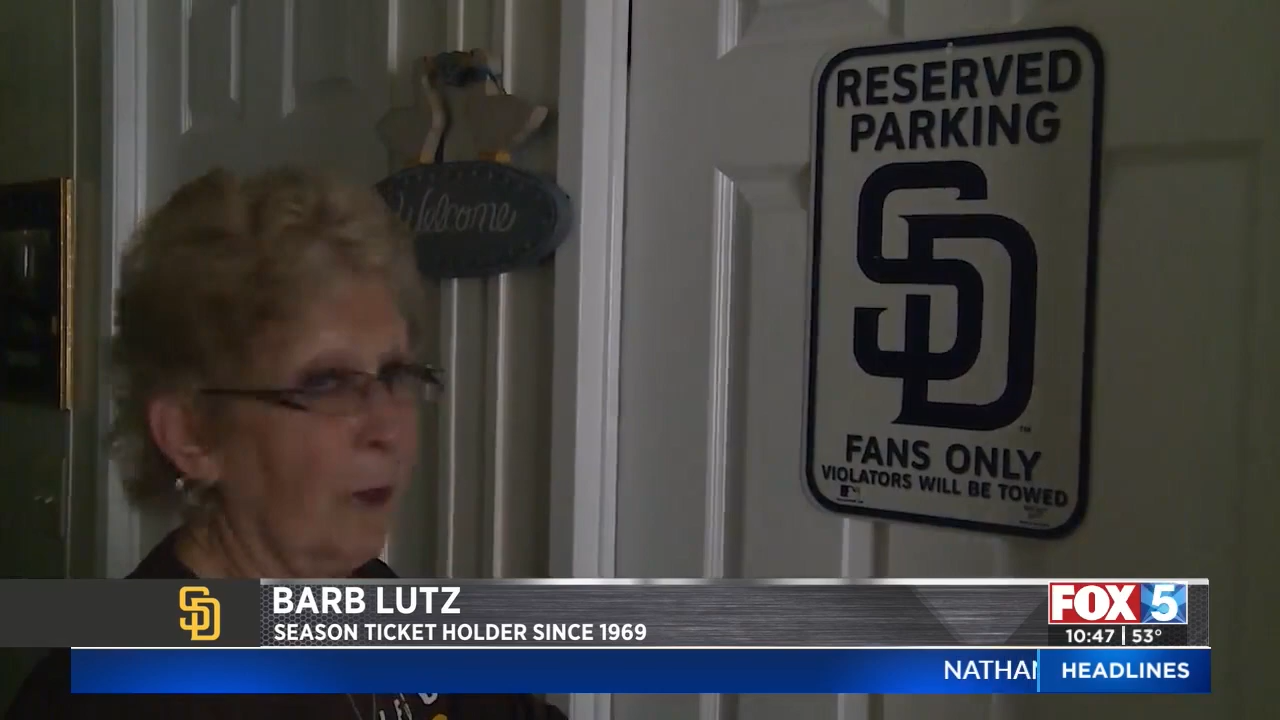 Welcome
RESERVED
PARKING
SD
FANS ONLY
VIOLATORS WILL BE TOWED
SD
BARB LUTZ
SEASON TICKET HOLDER SINCE 1969
FOX 5
10:47 | 53°
NATHAN
HEADLINES